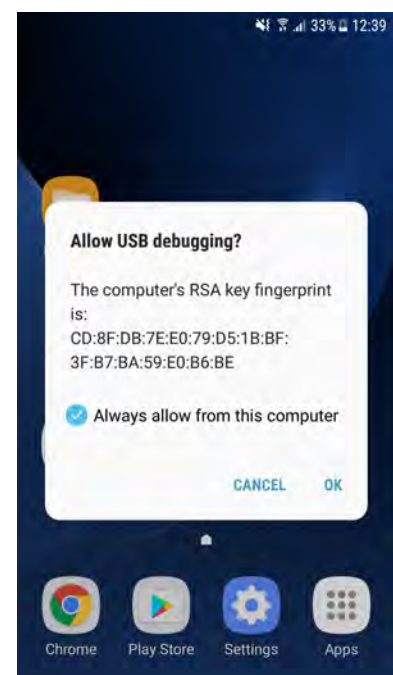 33% 12:39
Allow USB debugging?
The computer's RSA key fingerprint
is:
CD:8F:DB:7E:E0:79:D5:1B:BF:
3F:B7:BA:59:E0:B6:BE
Always allow from this computer
CANCEL OK
Chrome Play Store Settings Apps